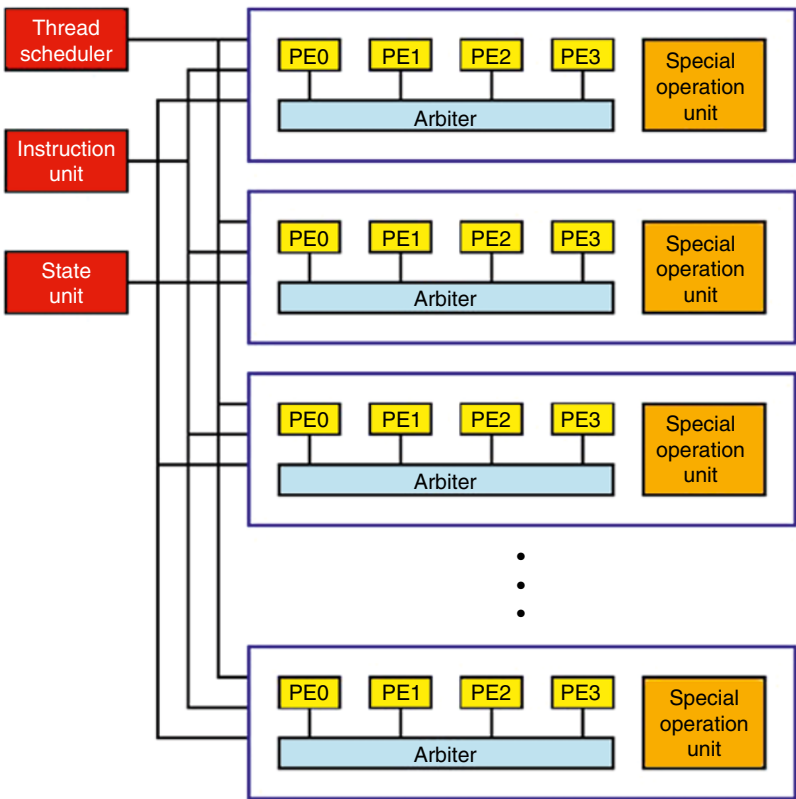 Thread
scheduler
Instruction
unit
State
unit
PE0 PE1 PE2 PE3
Arbiter
Special
operation
unit
PE0 PE1 PE2 PE3
Arbiter
Special
operation
unit
PE0 PE1 PE2 PE3
Arbiter
Special
operation
unit
PE0 PE1 PE2 PE3
Arbiter
Special
operation
unit